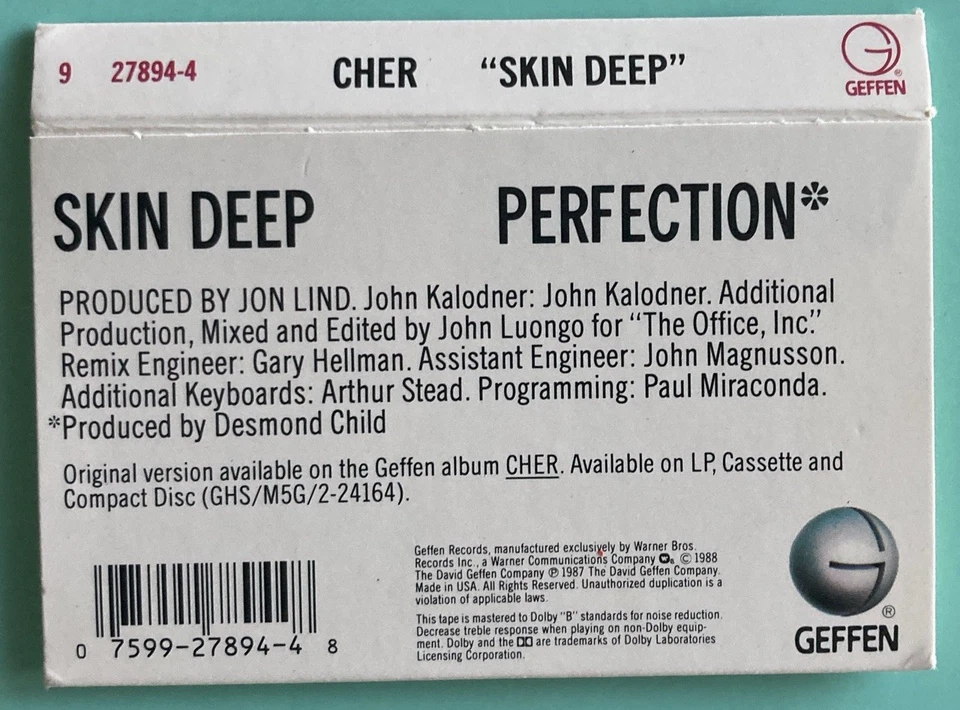 9 27894-4 CHER "SKIN DEEP" G® GEFFEN
SKIN DEEP PERFECTION*
PRODUCED BY JON LIND. John Kalodner: John Kalodner. Additional
Production, Mixed and Edited by John Luongo for "The Office, Inc."
Remix Engineer: Gary Hellman. Assistant Engineer: John Magnusson.
Additional Keyboards: Arthur Stead. Programming: Paul Miraconda.
*Produced by Desmond Child
Original version available on the Geffen album CHER. Available on LP, Cassette and
Compact Disc (GHS/M5G/2-24164).
Geffen Records, manufactured exclusively by Warner Bros.
Records Inc., a Warner Communications Company © 1988
The David Geffen Company ℗ 1987 The David Geffen Company.
Made in USA. All Rights Reserved. Unauthorized duplication is a
violation of applicable laws.
This tape is mastered to Dolby "B" standards for noise reduction.
Decrease treble response when playing on non-Dolby equip-
ment. Dolby and the are trademarks of Dolby Laboratories
Licensing Corporation.
0 7599-27894-4 8
G®
GEFFEN